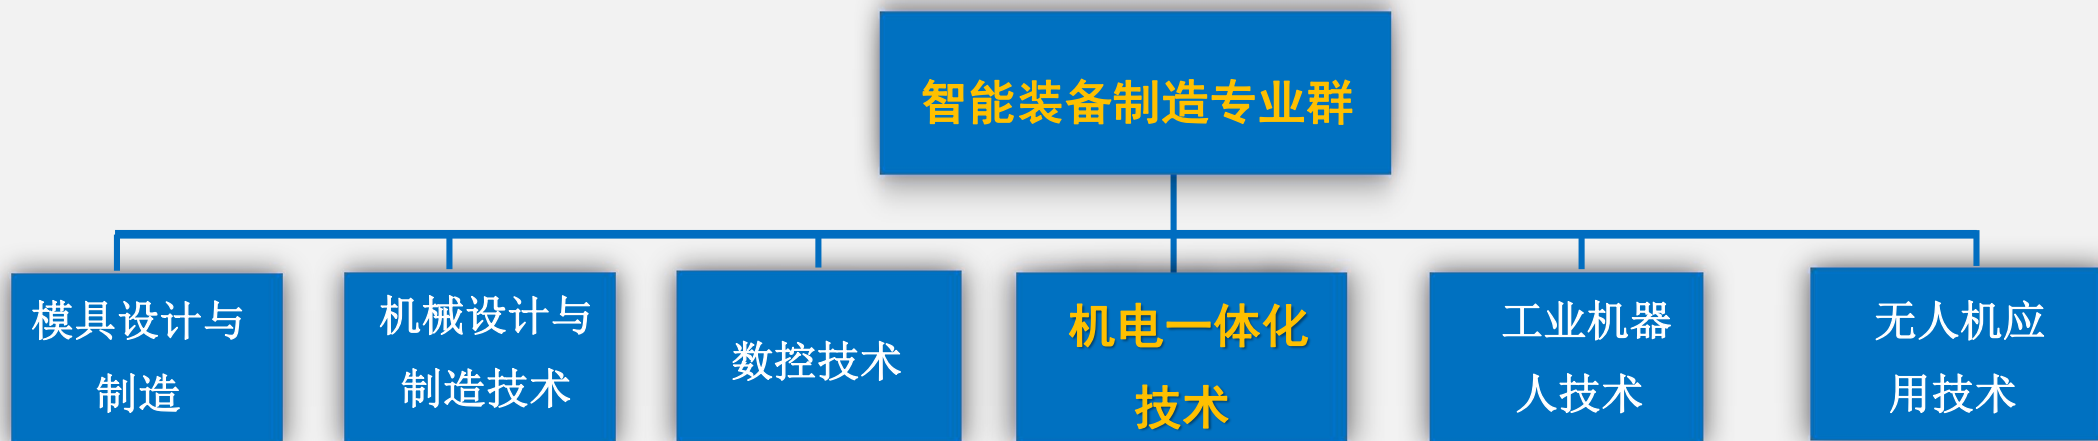 智能装备制造专业群
模具设计与
制造
机械设计与
制造技术
数控技术
机电一体化
技术
工业机器
人技术
无人机应
用技术